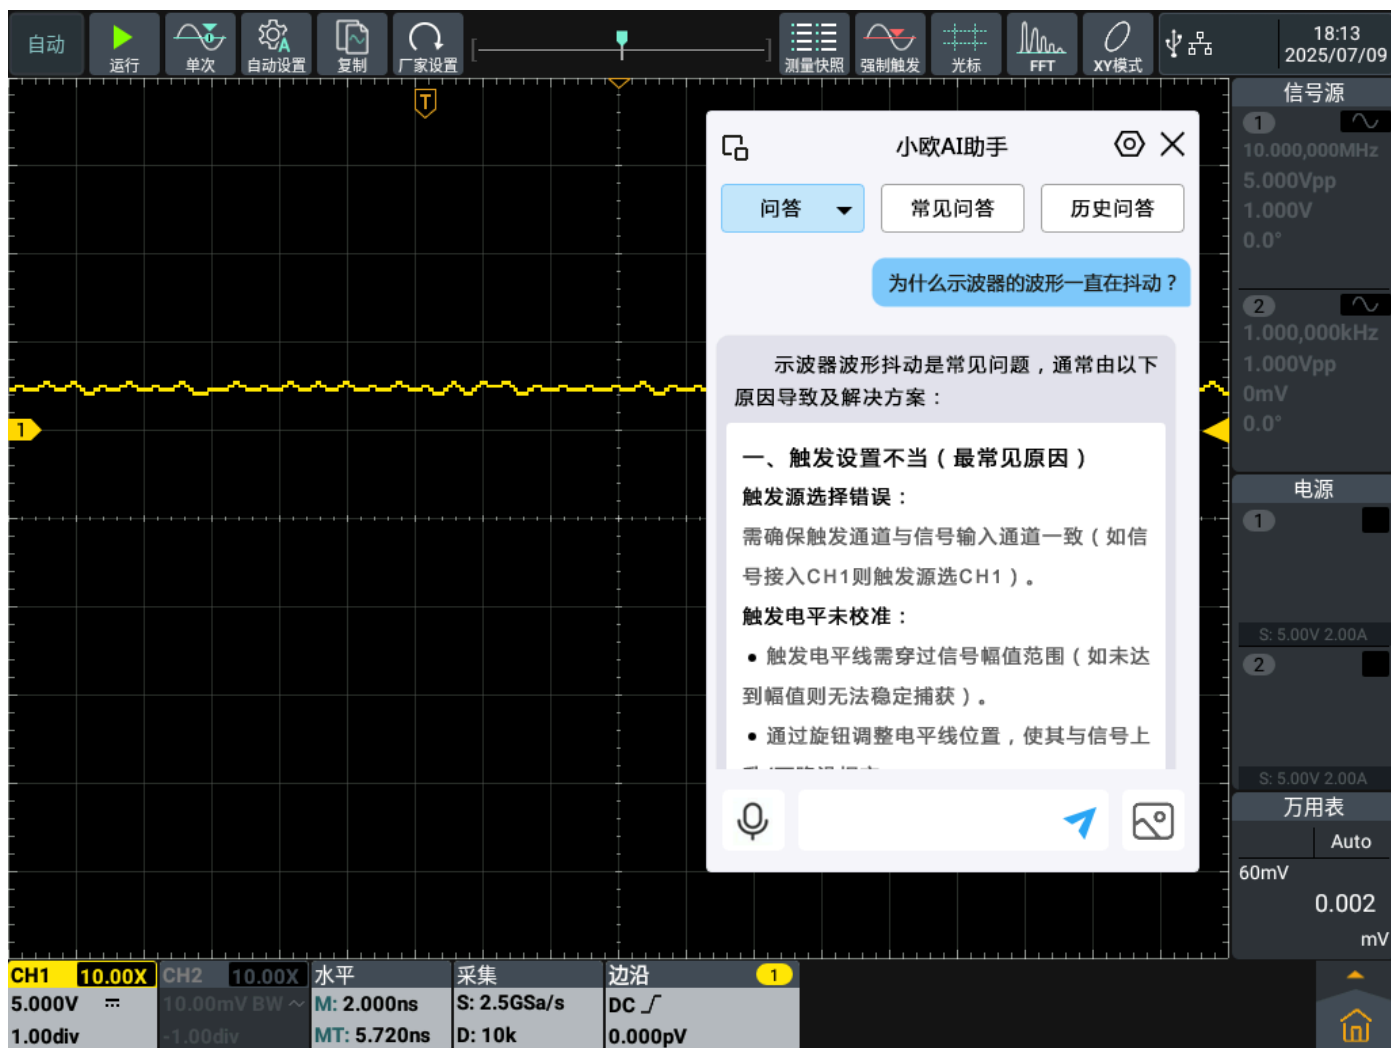 自动
运行
单次
自动设置
复制
厂家设置
测量快照
强制触发
光标
FFT
XY模式
18:13
2025/07/09
T
信号源
1
10.000,000MHz
5.000Vpp
1.000V
0.0°
2
1.000,000kHz
1.000Vpp
0mV
0.0°
电源
1
S: 5.00V 2.00A
2
S: 5.00V 2.00A
万用表
Auto
60mV
0.002
mV
小欧AI助手
问答
常见问答
历史问答
为什么示波器的波形一直在抖动？
示波器波形抖动是常见问题，通常由以下
原因导致及解决方案：
一、触发设置不当（最常见原因）
触发源选择错误：
需确保触发通道与信号输入通道一致（如信
号接入CH1则触发源选CH1）。
触发电平未校准：
● 触发电平线需穿过信号幅值范围（如未达
到幅值则无法稳定捕获）。
● 通过旋钮调整电平线位置，使其与信号上
1
CH1 10.00X
5.000V
1.00div
CH2 10.00X
10.00mV BW
-1.00div
水平
M: 2.000ns
MT: 5.720ns
采集
S: 2.5GSa/s
D: 10k
边沿 1
DC
0.000pV